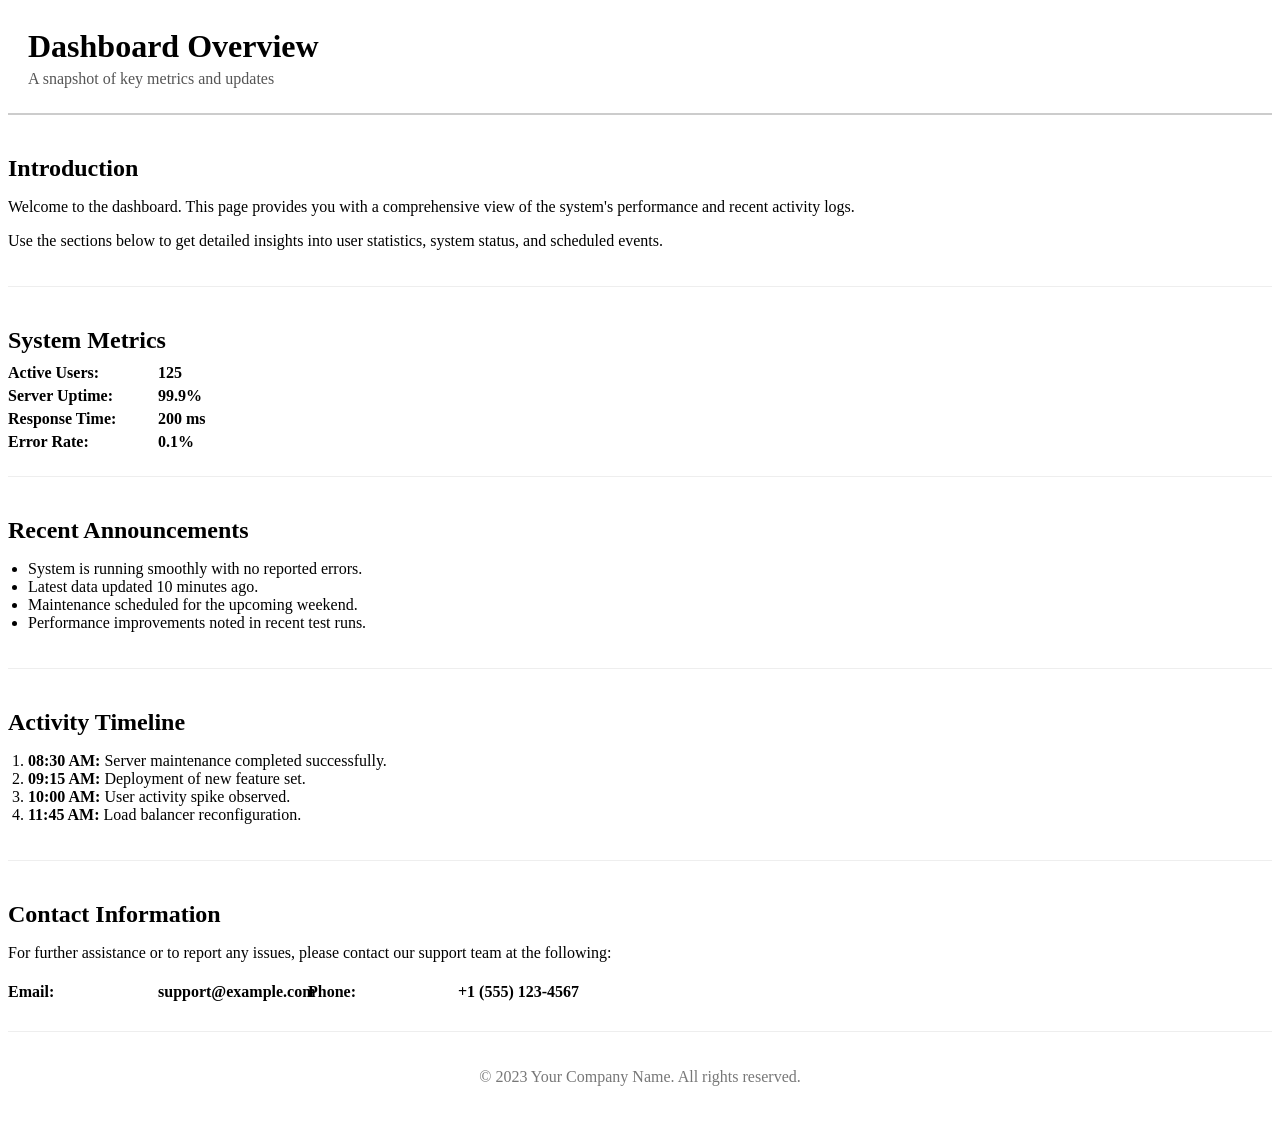 Dashboard Overview
A snapshot of key metrics and updates
Introduction
Welcome to the dashboard. This page provides you with a comprehensive view of the system's performance and recent activity logs.
Use the sections below to get detailed insights into user statistics, system status, and scheduled events.
System Metrics
Active Users: 125
Server Uptime: 99.9%
Response Time: 200 ms
Error Rate: 0.1%
Recent Announcements
• System is running smoothly with no reported errors.
• Latest data updated 10 minutes ago.
• Maintenance scheduled for the upcoming weekend.
• Performance improvements noted in recent test runs.
Activity Timeline
1. 08:30 AM: Server maintenance completed successfully.
2. 09:15 AM: Deployment of new feature set.
3. 10:00 AM: User activity spike observed.
4. 11:45 AM: Load balancer reconfiguration.
Contact Information
For further assistance or to report any issues, please contact our support team at the following:
Email: support@example.com Phone: +1 (555) 123-4567
© 2023 Your Company Name. All rights reserved.